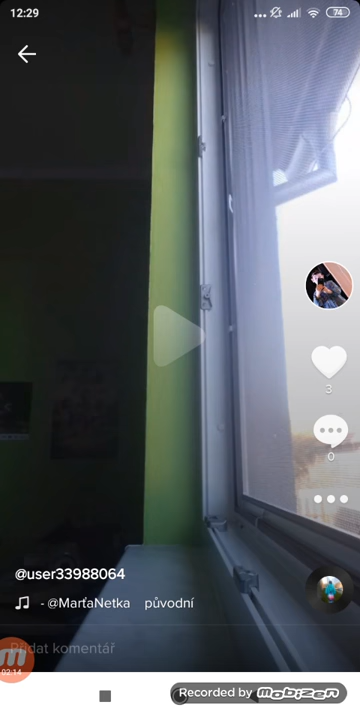 12:29
74
3
0
@user33988064
- @MarťaNetka původní
Přidat komentář
02:14
Recorded by mobizen